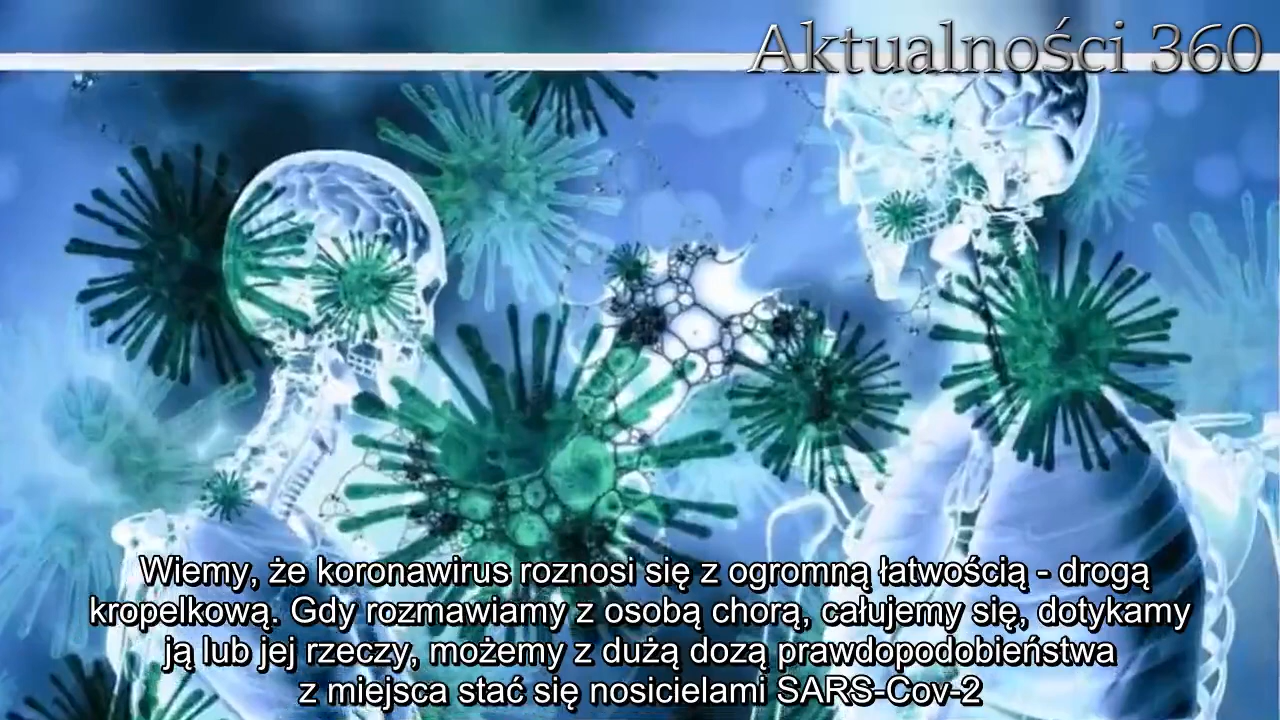 Aktualności 360
Wiemy, że koronawirus roznosi się z ogromną łatwością - drogą
kropelkową. Gdy rozmawiamy z osobą chorą, całujemy się, dotykamy
ją lub jej rzeczy, możemy z dużą dozą prawdopodobieństwa
z miejsca stać się nosicielami SARS-Cov-2